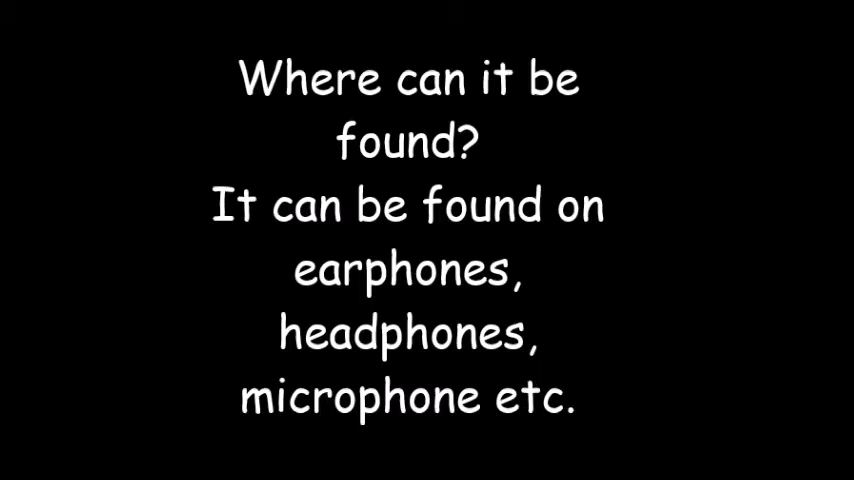 Where can it be
found?
It can be found on
earphones,
headphones,
microphone etc.